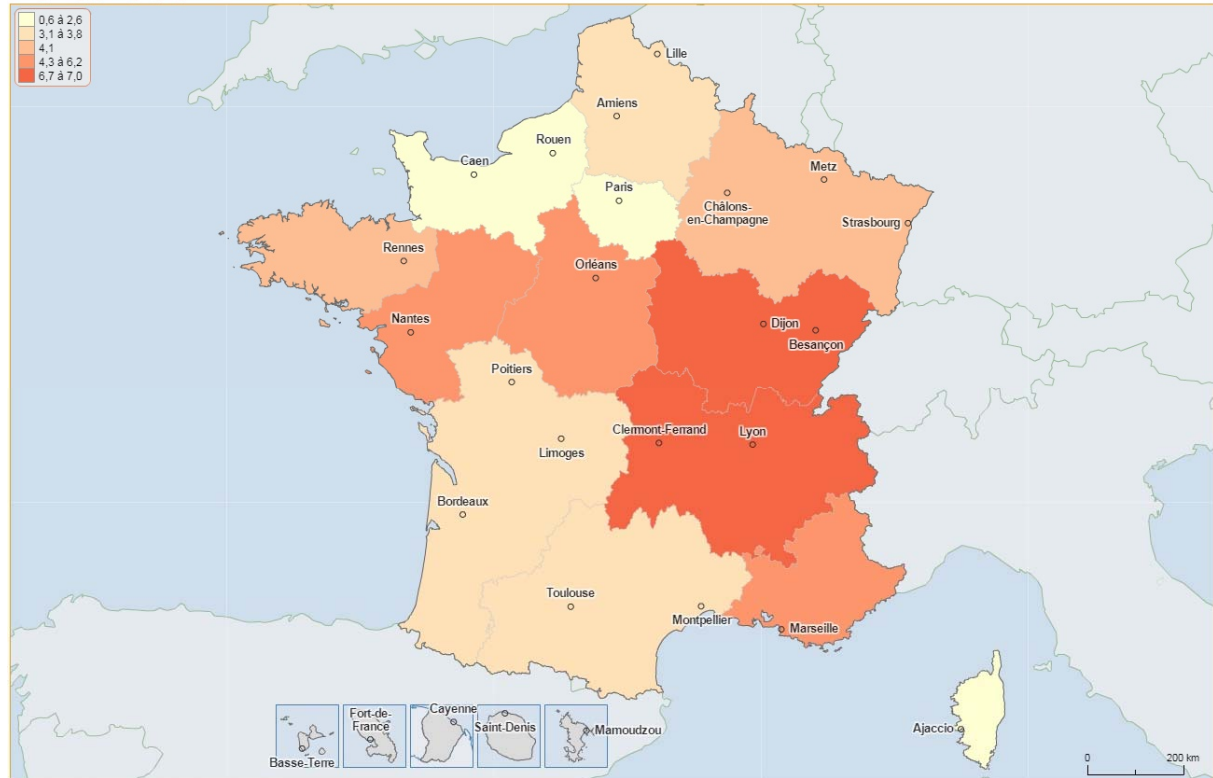 0,6 à 2,6
3,1 à 3,8
4,1
4,3 à 6,2
6,7 à 7,0
Lille
Amiens
Rouen
Caen
Metz
Paris
Châlons-
en-Champagne
Strasbourg
Rennes
Orléans
Nantes
Dijon
Besançon
Poitiers
Clermont-Ferrand
Lyon
Limoges
Bordeaux
Toulouse
Montpellier
Marseille
Ajaccio
Basse-Terre
Fort-de-
France
Cayenne
Saint-Denis
Mamoudzou
0
200 km